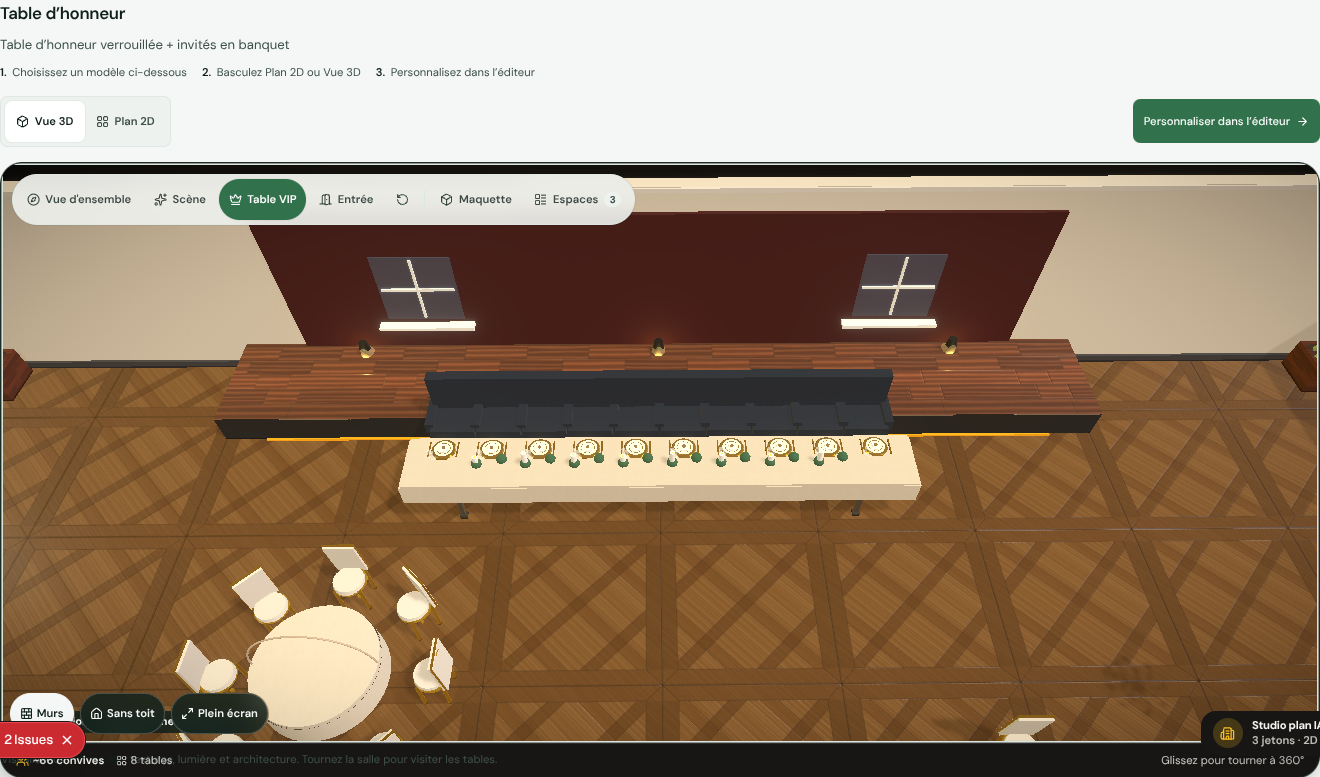 Table d’honneur
Table d’honneur verrouillée + invités en banquet
1. Choisissez un modèle ci-dessous 2. Basculez Plan 2D ou Vue 3D 3. Personnalisez dans l’éditeur
Vue 3D Plan 2D
Personnaliser dans l’éditeur →
Vue d'ensemble Scène Table VIP Entrée Maquette Espaces 3
Murs Sans toit Plein écran
2 Issues
Studio plan IA
3 jetons · 2D
~66 convives 8 tables lumière et architecture. Tournez la salle pour visiter les tables.
Glissez pour tourner à 360°